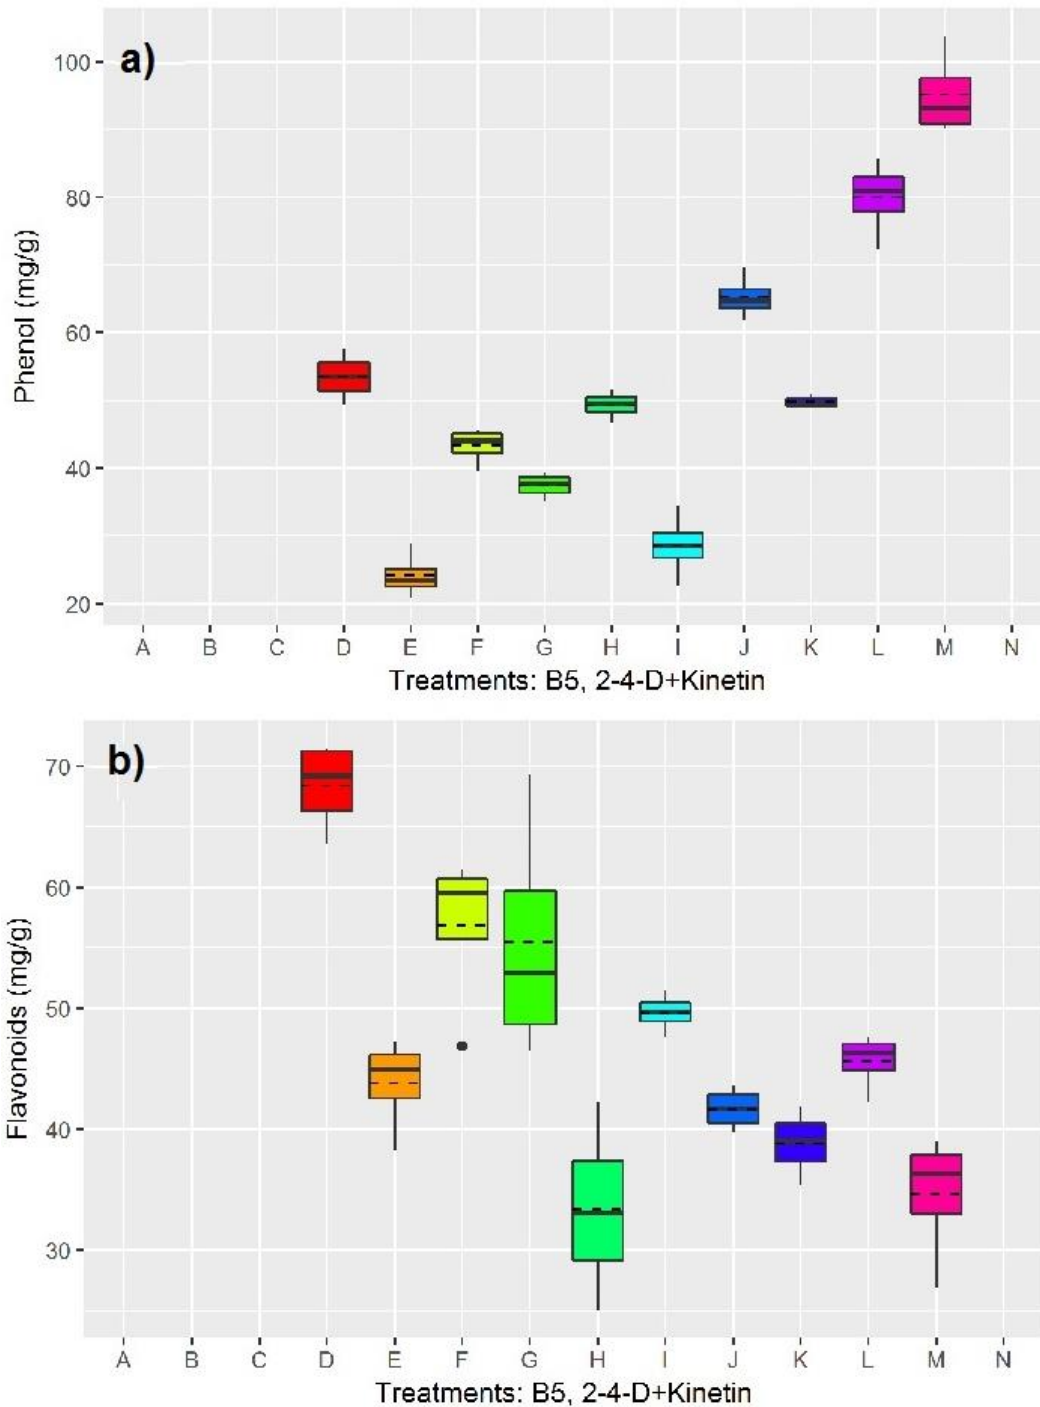 a)
100
80
60
40
20
Phenol (mg/g)
A B C D E F G H I J K L M N
Treatments: B5, 2-4-D+Kinetin
b)
70
60
50
40
30
Flavonoids (mg/g)
A B C D E F G H I J K L M N
Treatments: B5, 2-4-D+Kinetin